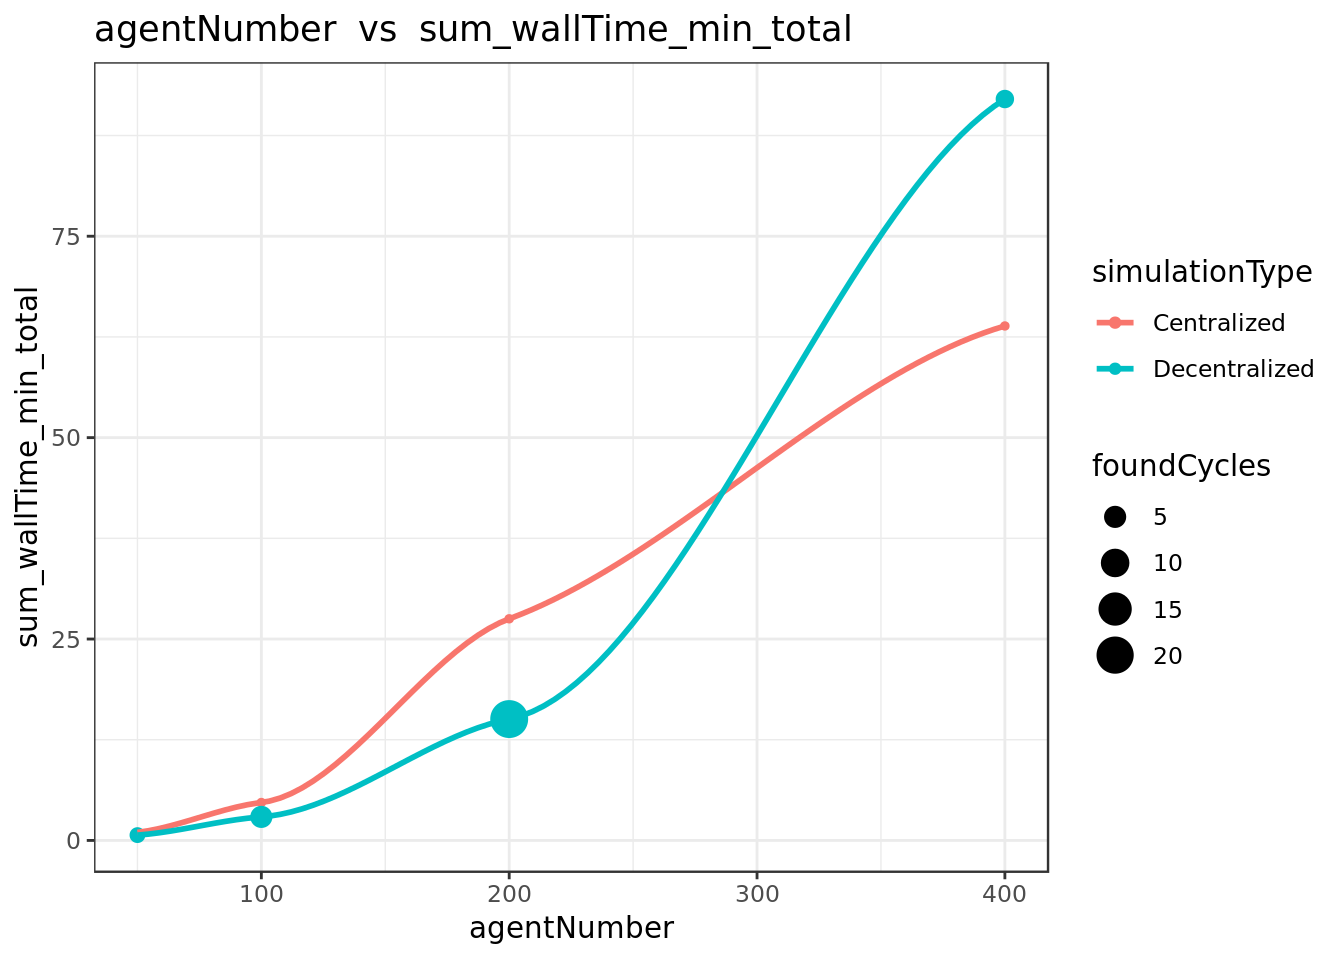 agentNumber  vs  sum_wallTime_min_total
sum_wallTime_min_total
75
50
25
0
100
200
300
400
agentNumber
simulationType
Centralized
Decentralized
foundCycles
5
10
15
20